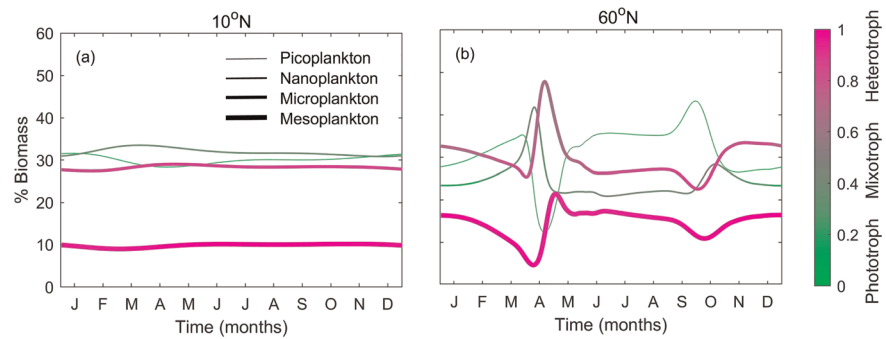 10°N
60°N
(a)
(b)
Picoplankton
Nanoplankton
Microplankton
Mesoplankton
60
50
40
30
20
10
0
% Biomass
J F M A M J J A S O N D
Time (months)
J F M A M J J A S O N D
Time (months)
1
0.8
0.6
0.4
0.2
0
Phototroph Mixotroph Heterotroph